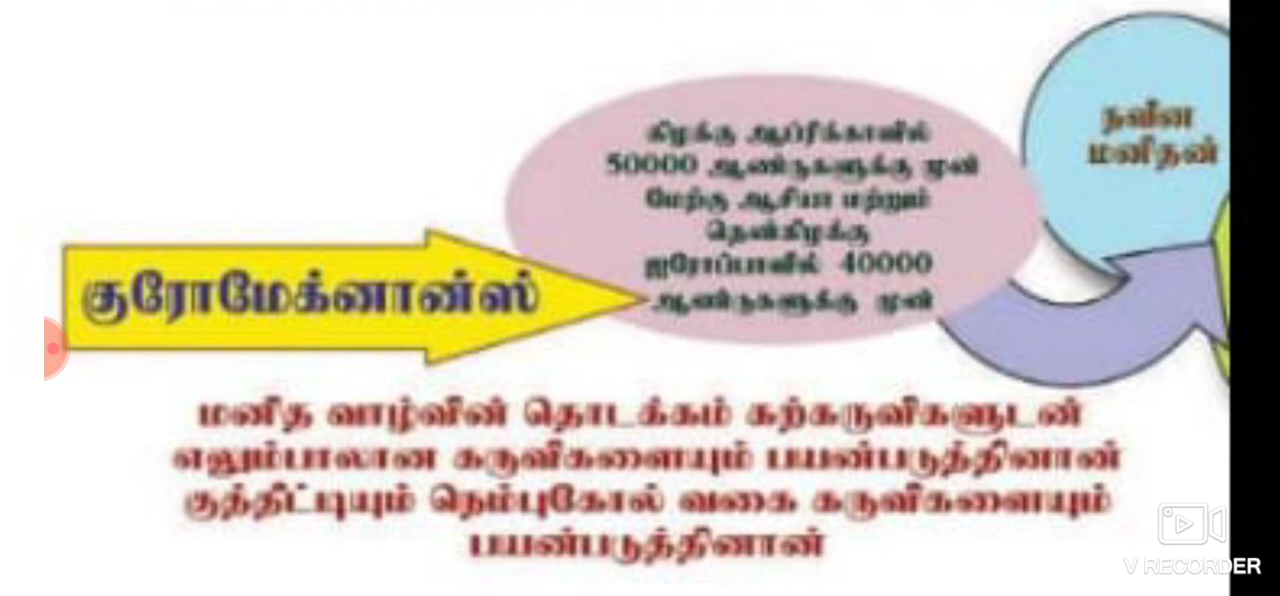 கிழக்கு ஆப்ரிக்காவில்
50000 ஆண்டுகளுக்கு முன்
மேற்கு ஆசியா மற்றும்
தென்கிழக்கு
ஐரோப்பாவில் 40000
ஆண்டுகளுக்கு முன்
நவீன
மனிதன்
குரோமேக்னான்ஸ்
மனித வாழ்வின் தொடக்கம் கற்கருவிகளுடன்
எலும்பாலான கருவிகளையும் பயன்படுத்தினான்
குத்தீட்டியும் நெம்புகோல் வகை கருவிகளையும்
பயன்படுத்தினான்
V RECORDER